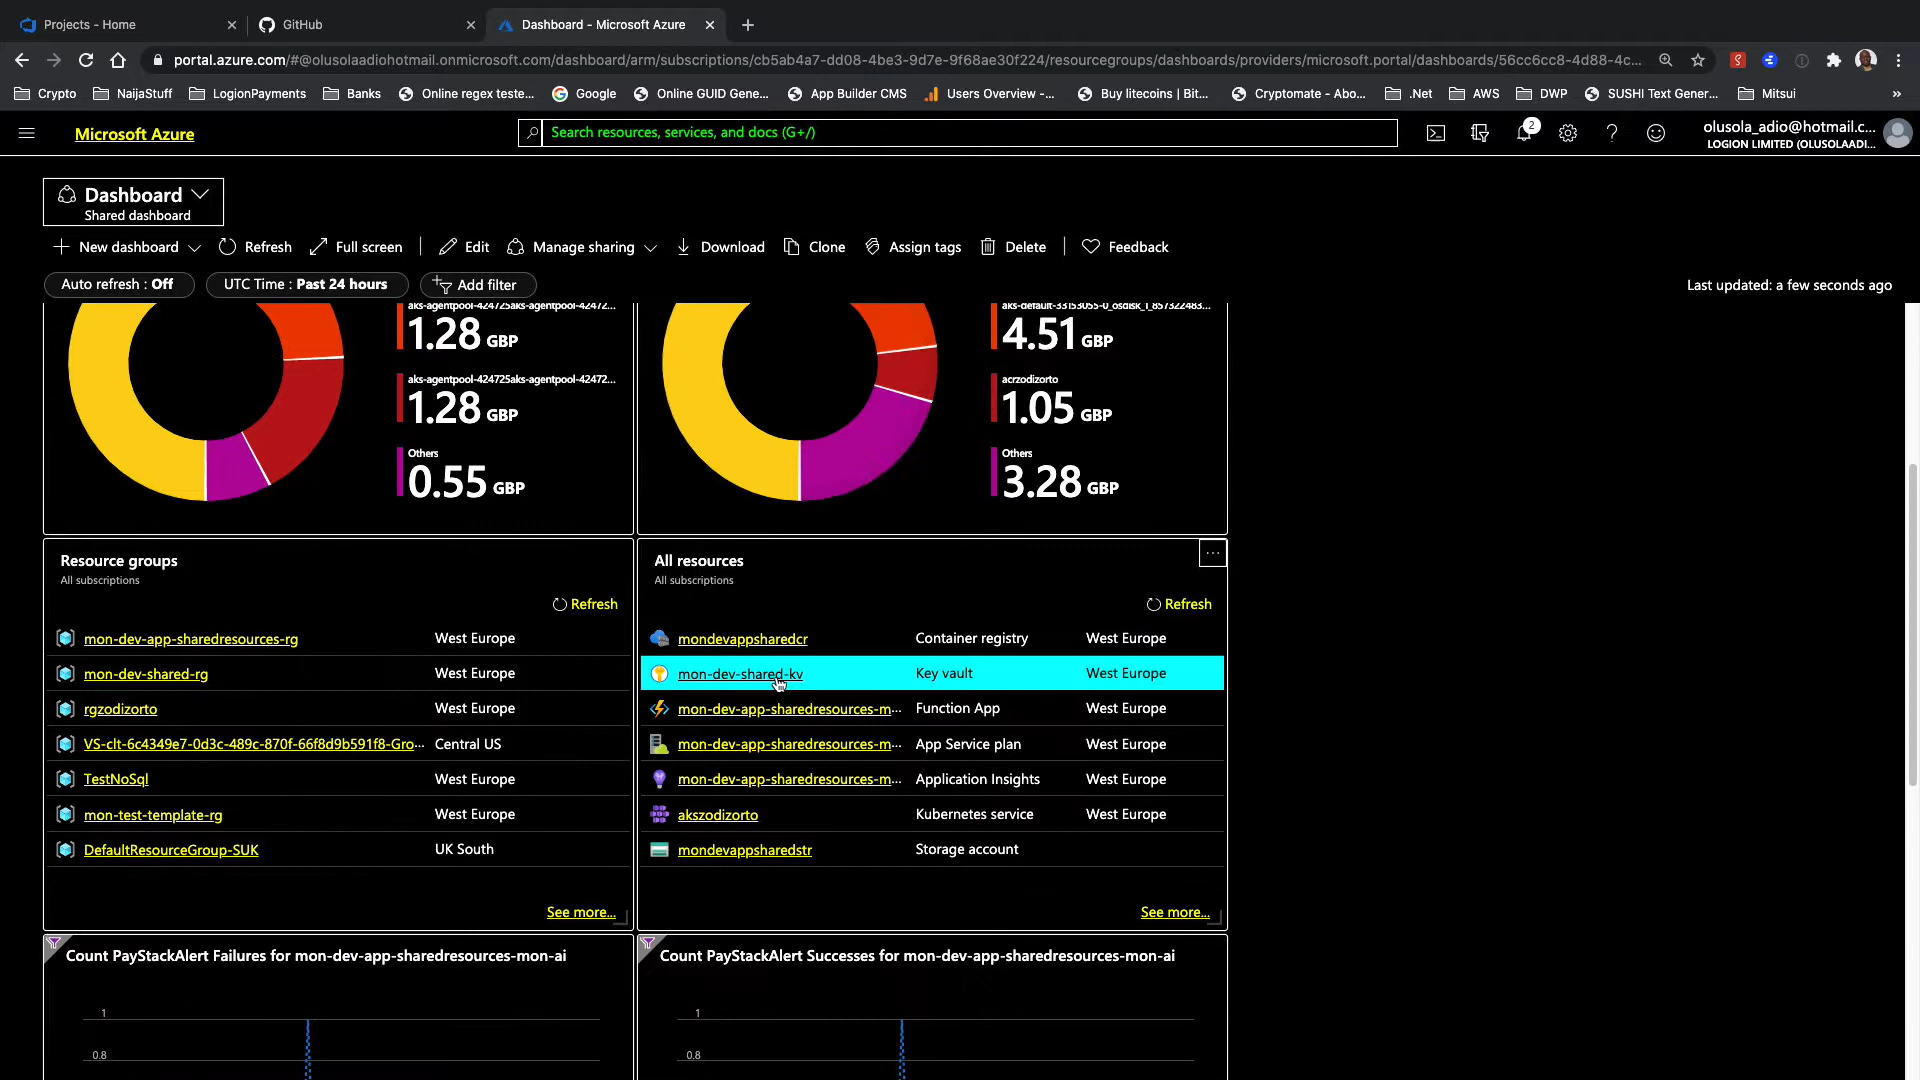 Projects - Home
GitHub
Dashboard - Microsoft Azure
portal.azure.com/#@olusolaadiohotmail.onmicrosoft.com/dashboard/arm/subscriptions/cb5ab4a7-dd08-4be3-9d7e-9f68ae30f224/resourcegroups/dashboards/providers/microsoft.portal/dashboards/56cc6cc8-4d88-4c...
Crypto NaijaStuff LogionPayments Banks Online regex teste... Google Online GUID Gene... App Builder CMS Users Overview -... Buy litecoins | Bit... Cryptomate - Abo... .Net AWS DWP SUSHI Text Gener... Mitsui »
Microsoft Azure
Search resources, services, and docs (G+/)
2
olusola_adio@hotmail.c...
LOGION LIMITED (OLUSOLAADI...
Dashboard
Shared dashboard
New dashboard Refresh Full screen Edit Manage sharing Download Clone Assign tags Delete Feedback
Auto refresh : Off UTC Time : Past 24 hours Add filter
Last updated: a few seconds ago
aks-agentpool-424725aks-agentpool-42472...
1.28 GBP
aks-agentpool-424725aks-agentpool-42472...
1.28 GBP
Others
0.55 GBP
aks-default-33153055-0_osdisk_1_857322483...
4.51 GBP
acrzodizorto
1.05 GBP
Others
3.28 GBP
Resource groups
All subscriptions
Refresh
mon-dev-app-sharedresources-rg West Europe
mon-dev-shared-rg West Europe
rgzodizorto West Europe
VS-clt-6c4349e7-0d3c-489c-870f-66f8d9b591f8-Gro... Central US
TestNoSql West Europe
mon-test-template-rg West Europe
DefaultResourceGroup-SUK UK South
See more...
All resources
All subscriptions
...
Refresh
mondevappsharedcr Container registry West Europe
mon-dev-shared-kv Key vault West Europe
mon-dev-app-sharedresources-m... Function App West Europe
mon-dev-app-sharedresources-m... App Service plan West Europe
mon-dev-app-sharedresources-m... Application Insights West Europe
akszodizorto Kubernetes service West Europe
mondevappsharedstr Storage account
See more...
Count PayStackAlert Failures for mon-dev-app-sharedresources-mon-ai
1
0.8
Count PayStackAlert Successes for mon-dev-app-sharedresources-mon-ai
1
0.8